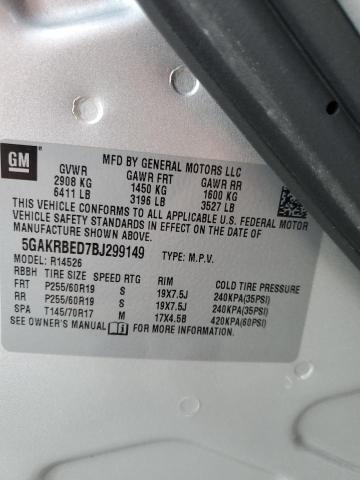 GM
MFD BY GENERAL MOTORS LLC
GVWR GAWR FRT GAWR RR
2908 KG 1450 KG 1600 KG
6411 LB 3196 LB 3527 LB
THIS VEHICLE CONFORMS TO ALL APPLICABLE U.S. FEDERAL MOTOR
VEHICLE SAFETY STANDARDS IN EFFECT ON THE DATE OF
MANUFACTURE SHOWN ABOVE.
5GAKRBED7BJ299149 TYPE: M.P.V.
MODEL: R14526
RBBH TIRE SIZE SPEED RTG RIM COLD TIRE PRESSURE
FRT P255/60R19 S 19X7.5J 240KPA(35PSI)
RR P255/60R19 S 19X7.5J 240KPA(35PSI)
SPA T145/70R17 M 17X4.5B 420KPA(60PSI)
SEE OWNER'S MANUAL FOR MORE INFORMATION.